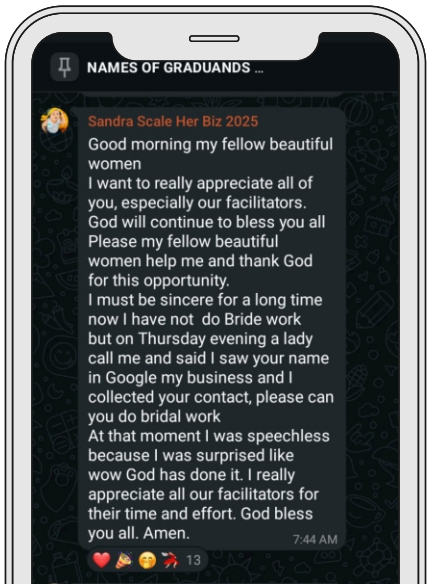 NAMES OF GRADUANDS ...
Sandra Scale Her Biz 2025
Good morning my fellow beautiful
women
I want to really appreciate all of
you, especially our facilitators.
God will continue to bless you all
Please my fellow beautiful
women help me and thank God
for this opportunity.
I must be sincere for a long time
now I have not  do Bride work
but on Thursday evening a lady
call me and said I saw your name
in Google my business and I
collected your contact, please can
you do bridal work
At that moment I was speechless
because I was surprised like
wow God has done it. I really
appreciate all our facilitators for
their time and effort. God bless
you all. Amen.
7:44 AM
❤️ 🎉 🤭 💃 13